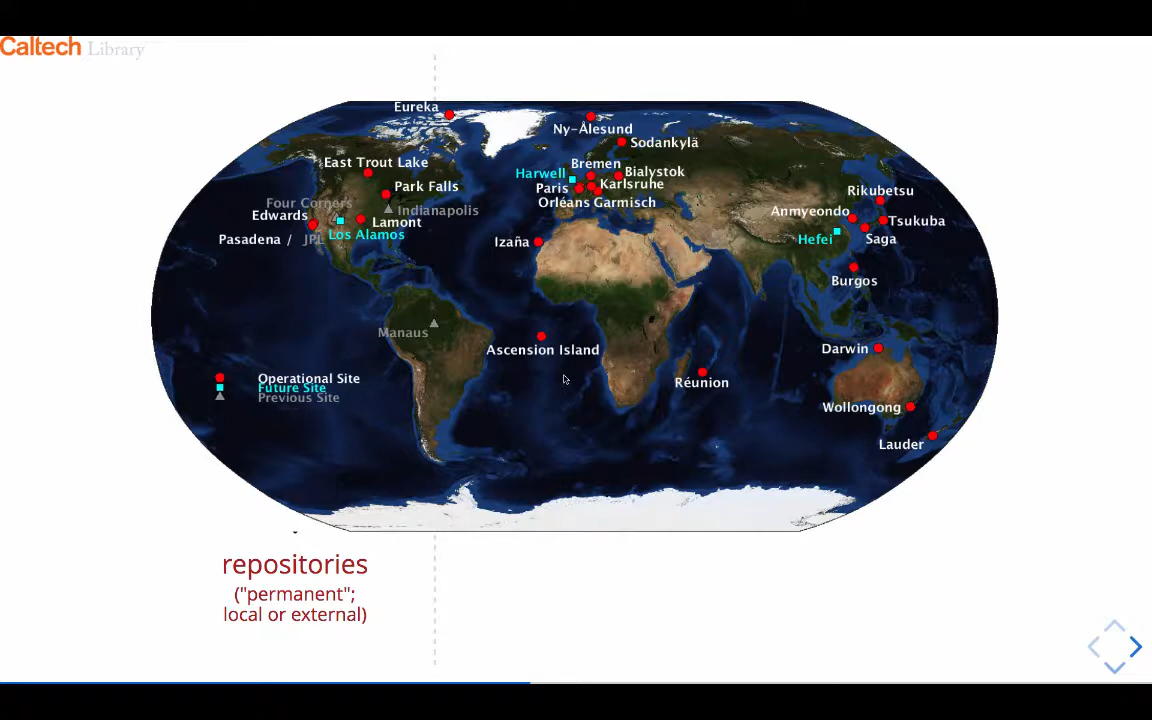 Caltech Library
Eureka
Ny-Ålesund
Sodankylä
East Trout Lake
Bremen
Harwell
Bialystok
Park Falls
Paris
Karlsruhe
Rikubetsu
Four Corners
Orléans Garmisch
Edwards
Indianapolis
Anmyeondo
Lamont
Tsukuba
Pasadena / JPL
Los Alamos
Izaña
Hefei
Saga
Burgos
Manaus
Ascension Island
Darwin
Réunion
Operational Site
Future Site
Previous Site
Wollongong
Lauder
repositories
("permanent";
local or external)